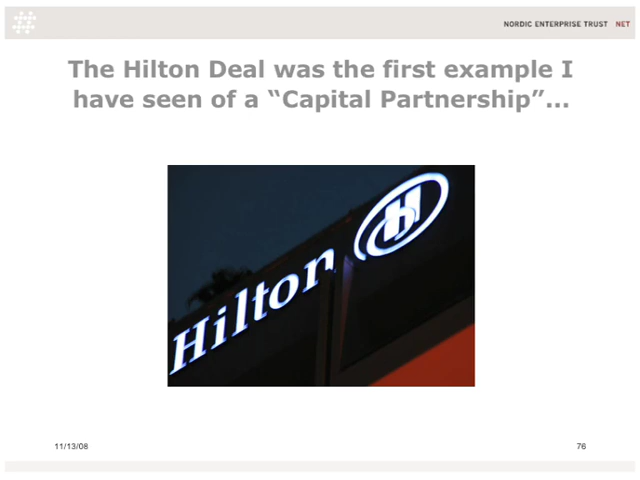 NORDIC ENTERPRISE TRUST NET
The Hilton Deal was the first example I
have seen of a “Capital Partnership”...
H
Hilton
11/13/08
76